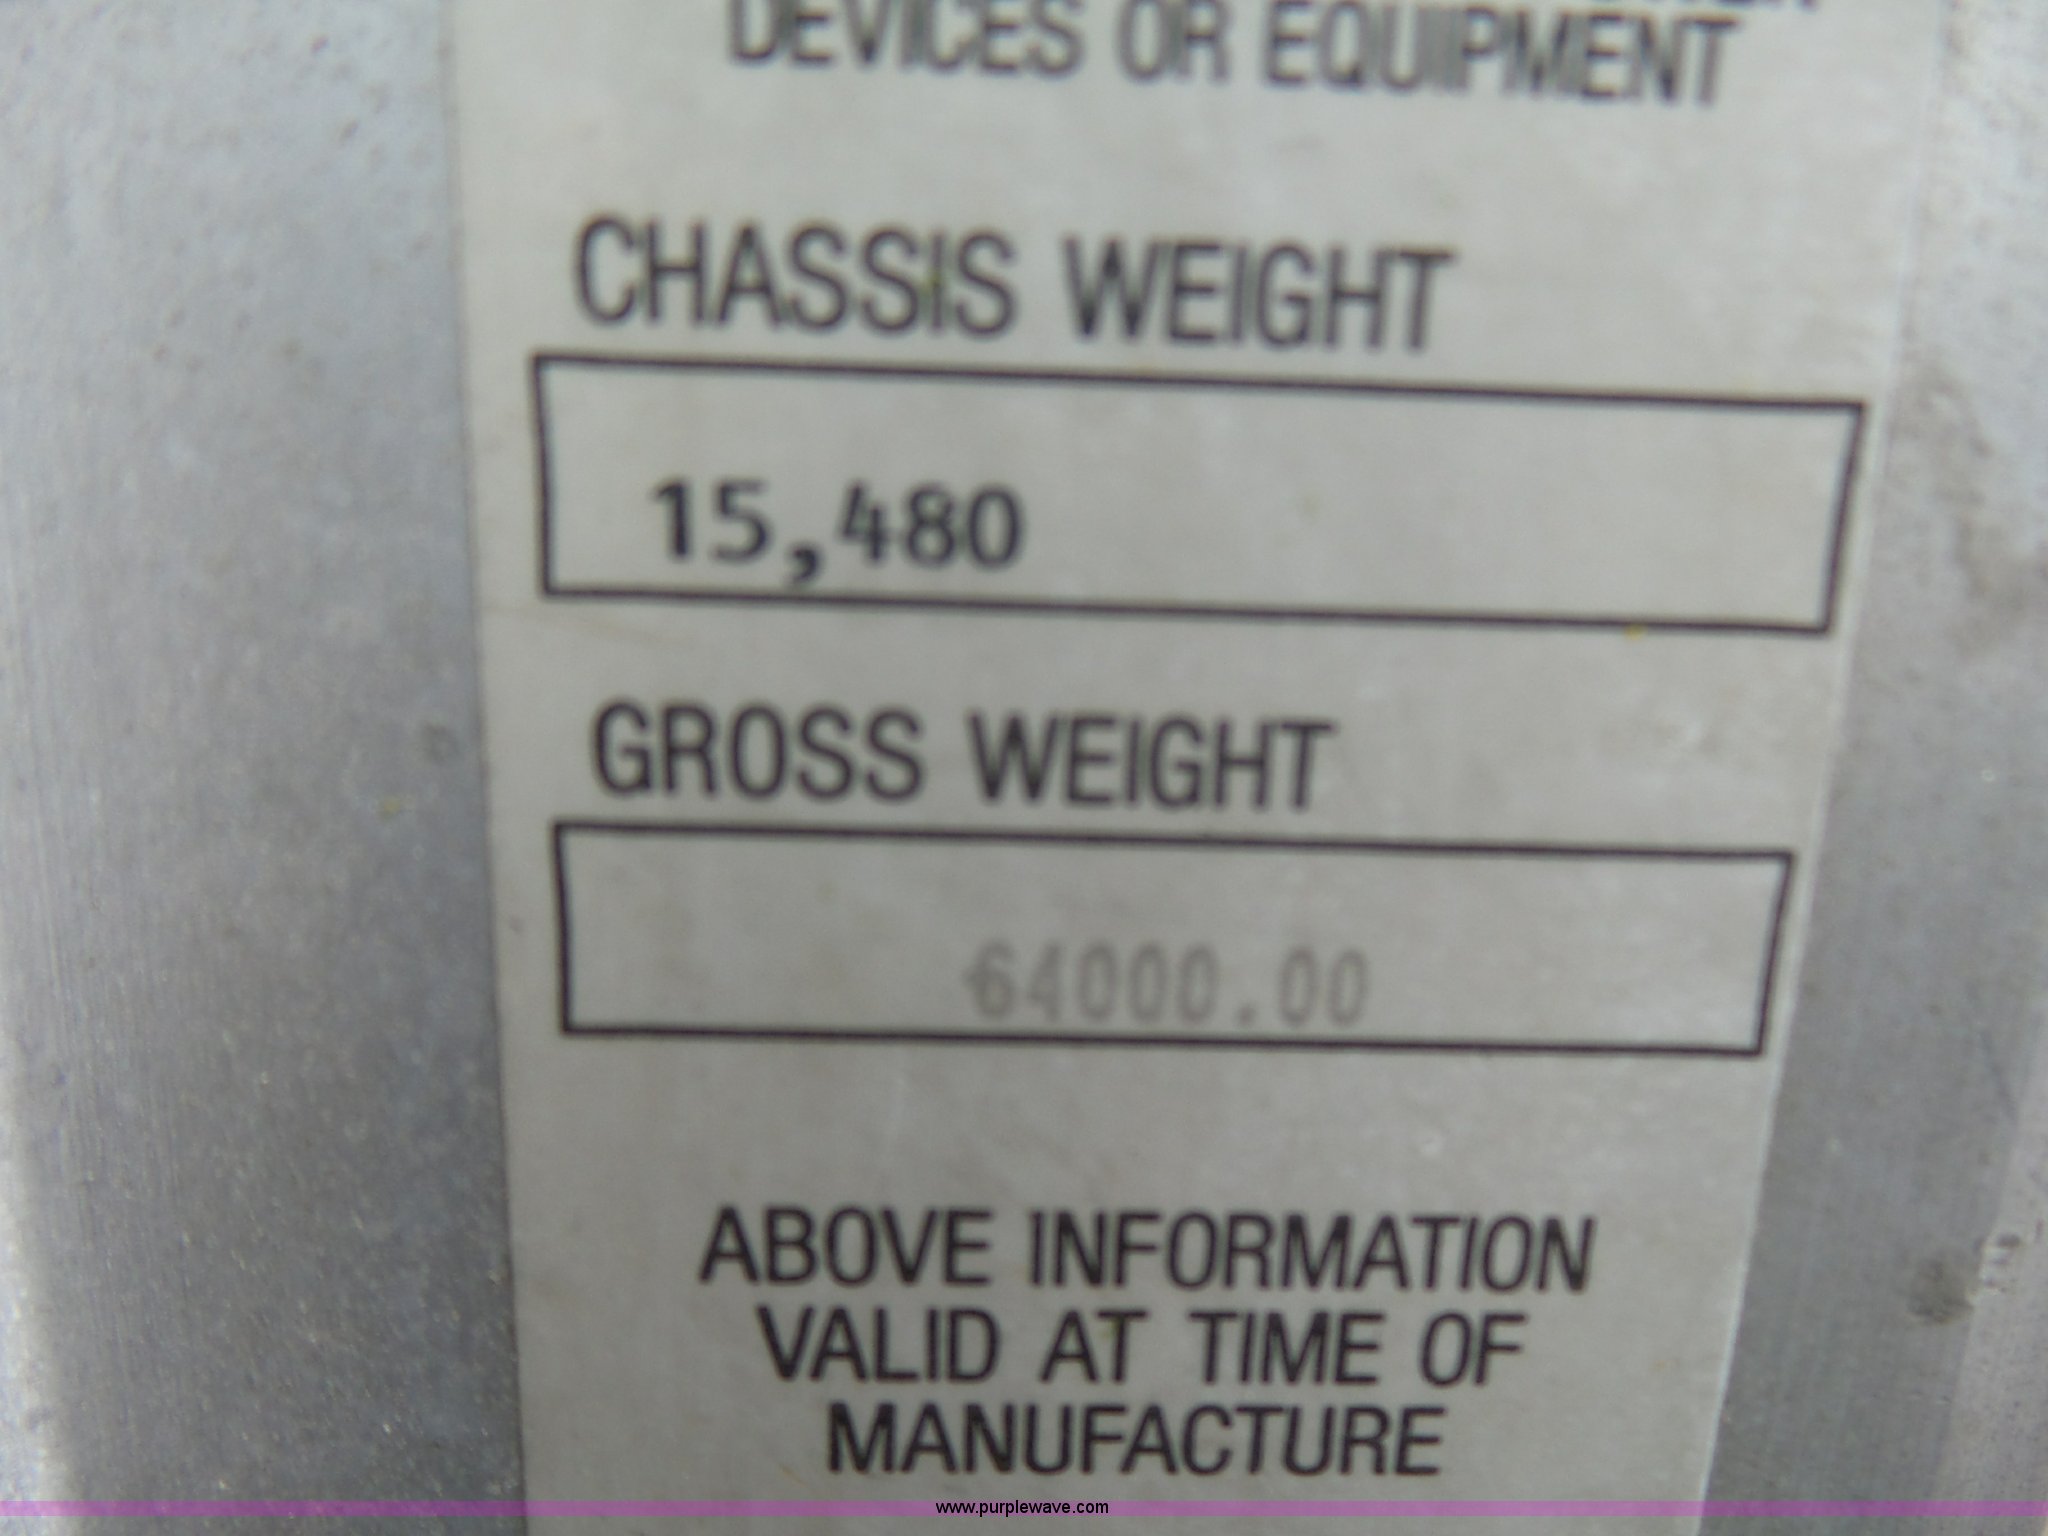 DEVICES OR EQUIPMENT
CHASSIS WEIGHT
15,480
GROSS WEIGHT
64000.00
ABOVE INFORMATION
VALID AT TIME OF
MANUFACTURE
www.purplewave.com